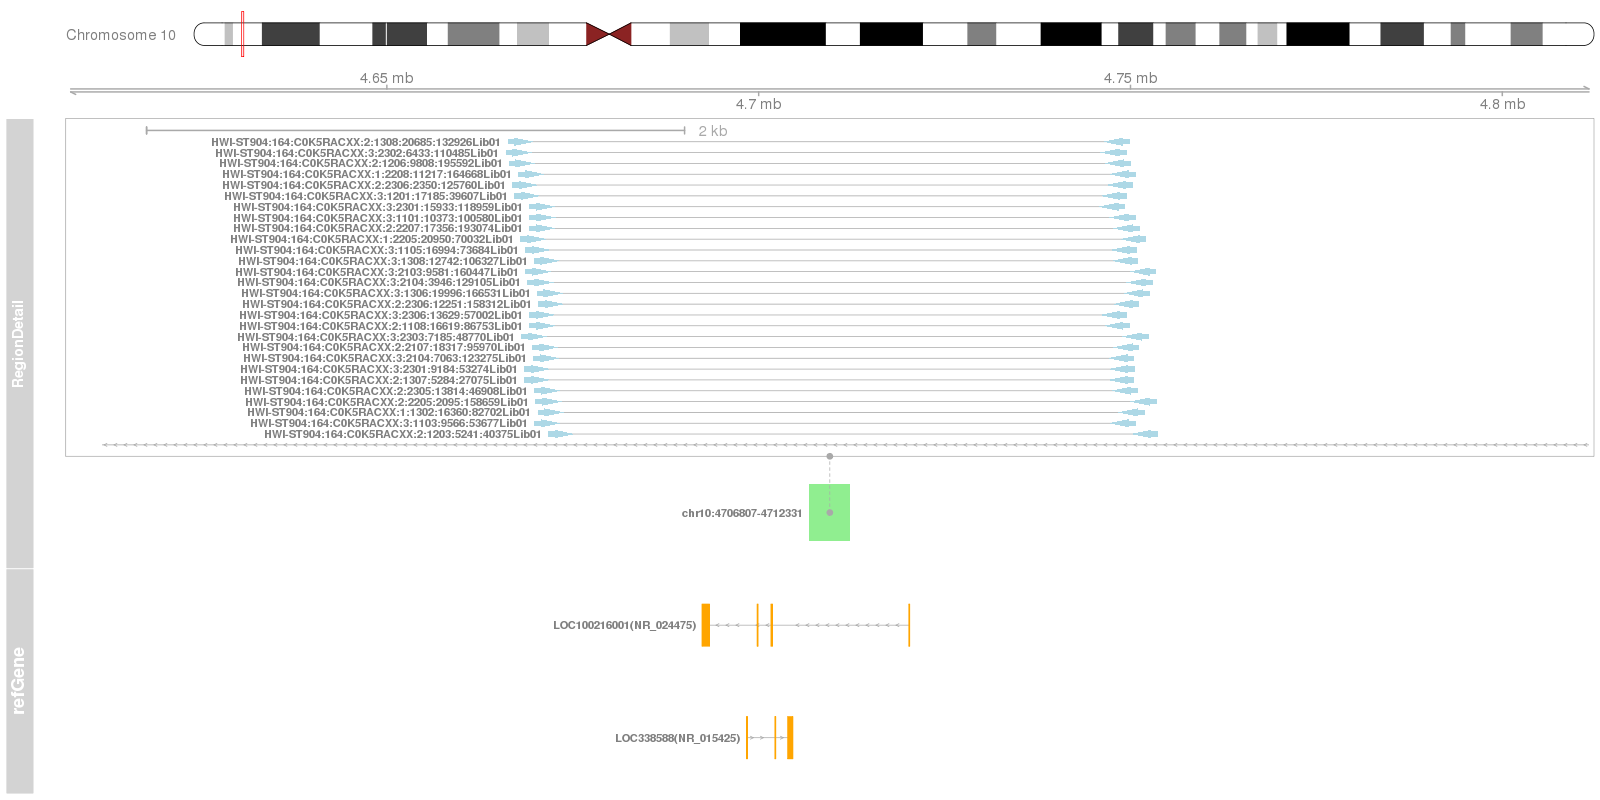 Chromosome 10
4.65 mb
4.75 mb
4.7 mb
4.8 mb
2 kb
HWI-ST904:164:C0K5RACXX:2:1308:20685:132926Lib01
HWI-ST904:164:C0K5RACXX:3:2302:6433:110485Lib01
HWI-ST904:164:C0K5RACXX:2:1206:9808:195592Lib01
HWI-ST904:164:C0K5RACXX:1:2208:11217:164668Lib01
HWI-ST904:164:C0K5RACXX:2:2306:2350:125760Lib01
HWI-ST904:164:C0K5RACXX:3:1201:17185:39607Lib01
HWI-ST904:164:C0K5RACXX:3:2301:15933:118959Lib01
HWI-ST904:164:C0K5RACXX:3:1101:10373:100580Lib01
HWI-ST904:164:C0K5RACXX:2:2207:17356:193074Lib01
HWI-ST904:164:C0K5RACXX:1:2205:20950:70032Lib01
HWI-ST904:164:C0K5RACXX:3:1105:16994:73684Lib01
HWI-ST904:164:C0K5RACXX:3:1308:12742:106327Lib01
HWI-ST904:164:C0K5RACXX:3:2103:9581:160447Lib01
HWI-ST904:164:C0K5RACXX:3:2104:3946:129105Lib01
HWI-ST904:164:C0K5RACXX:3:1306:19996:166531Lib01
HWI-ST904:164:C0K5RACXX:2:2306:12251:158312Lib01
HWI-ST904:164:C0K5RACXX:3:2306:13629:57002Lib01
HWI-ST904:164:C0K5RACXX:2:1108:16619:86753Lib01
HWI-ST904:164:C0K5RACXX:3:2303:7185:48770Lib01
HWI-ST904:164:C0K5RACXX:2:2107:18317:95970Lib01
HWI-ST904:164:C0K5RACXX:3:2104:7063:123275Lib01
HWI-ST904:164:C0K5RACXX:3:2301:9184:53274Lib01
HWI-ST904:164:C0K5RACXX:2:1307:5284:27075Lib01
HWI-ST904:164:C0K5RACXX:2:2305:13814:46908Lib01
HWI-ST904:164:C0K5RACXX:2:2205:2095:158659Lib01
HWI-ST904:164:C0K5RACXX:1:1302:16360:82702Lib01
HWI-ST904:164:C0K5RACXX:3:1103:9566:53677Lib01
HWI-ST904:164:C0K5RACXX:2:1203:5241:40375Lib01
RegionDetail
chr10:4706807-4712331
refGene
LOC100216001(NR_024475)
LOC338588(NR_015425)